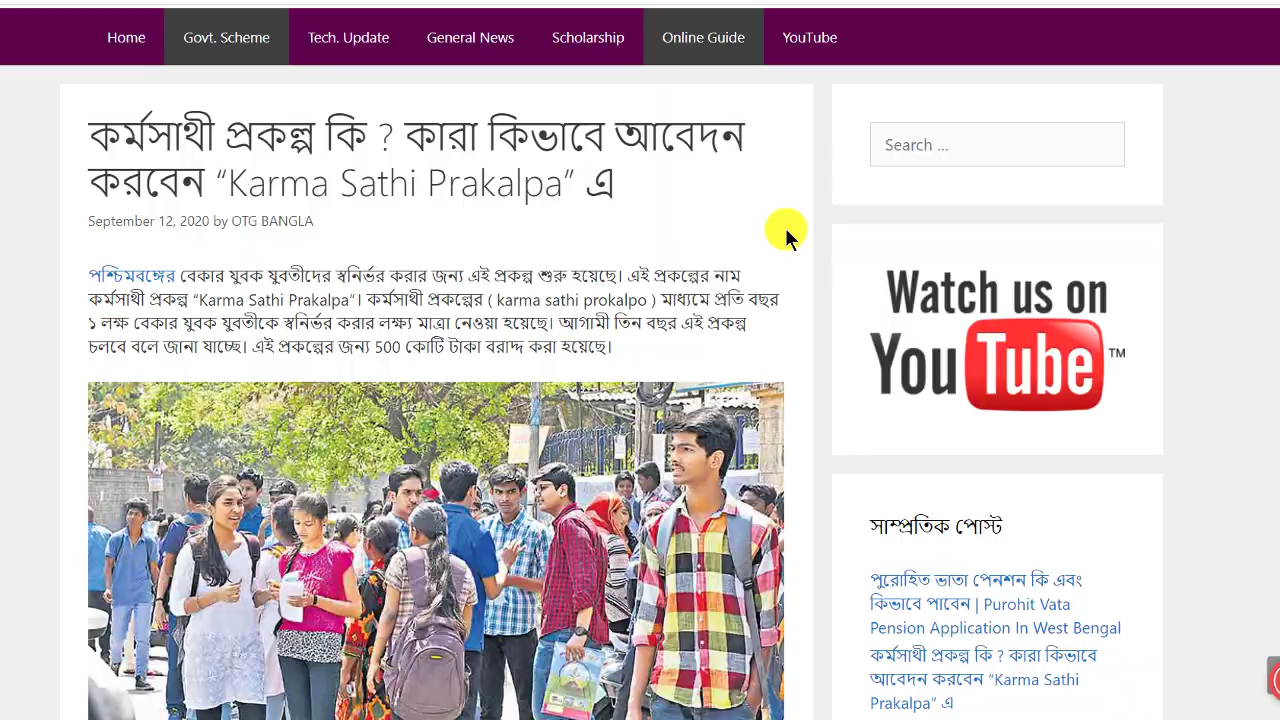 Home Govt. Scheme Tech. Update General News Scholarship Online Guide YouTube
কর্মসাথী প্রকল্প কি ? কারা কিভাবে আবেদন
করবেন “Karma Sathi Prakalpa” এ
September 12, 2020 by OTG BANGLA
পশ্চিমবঙ্গের বেকার যুবক যুবতীদের স্বনির্ভর করার জন্য এই প্রকল্প শুরু হয়েছে। এই প্রকল্পের নাম
কর্মসাথী প্রকল্প “Karma Sathi Prakalpa”। কর্মসাথী প্রকল্পের ( karma sathi prokalpo ) মাধ্যমে প্রতি বছর
১ লক্ষ বেকার যুবক যুবতীকে স্বনির্ভর করার লক্ষ্য মাত্রা নেওয়া হয়েছে। আগামী তিন বছর এই প্রকল্প
চলবে বলে জানা যাচ্ছে। এই প্রকল্পের জন্য 500 কোটি টাকা বরাদ্দ করা হয়েছে।
Search ...
Watch us on
YouTube™
সাম্প্রতিক পোস্ট
পুরোহিত ভাতা পেনশন কি এবং
কিভাবে পাবেন | Purohit Vata
Pension Application In West Bengal
কর্মসাথী প্রকল্প কি ? কারা কিভাবে
আবেদন করবেন “Karma Sathi
Prakalpa” এ